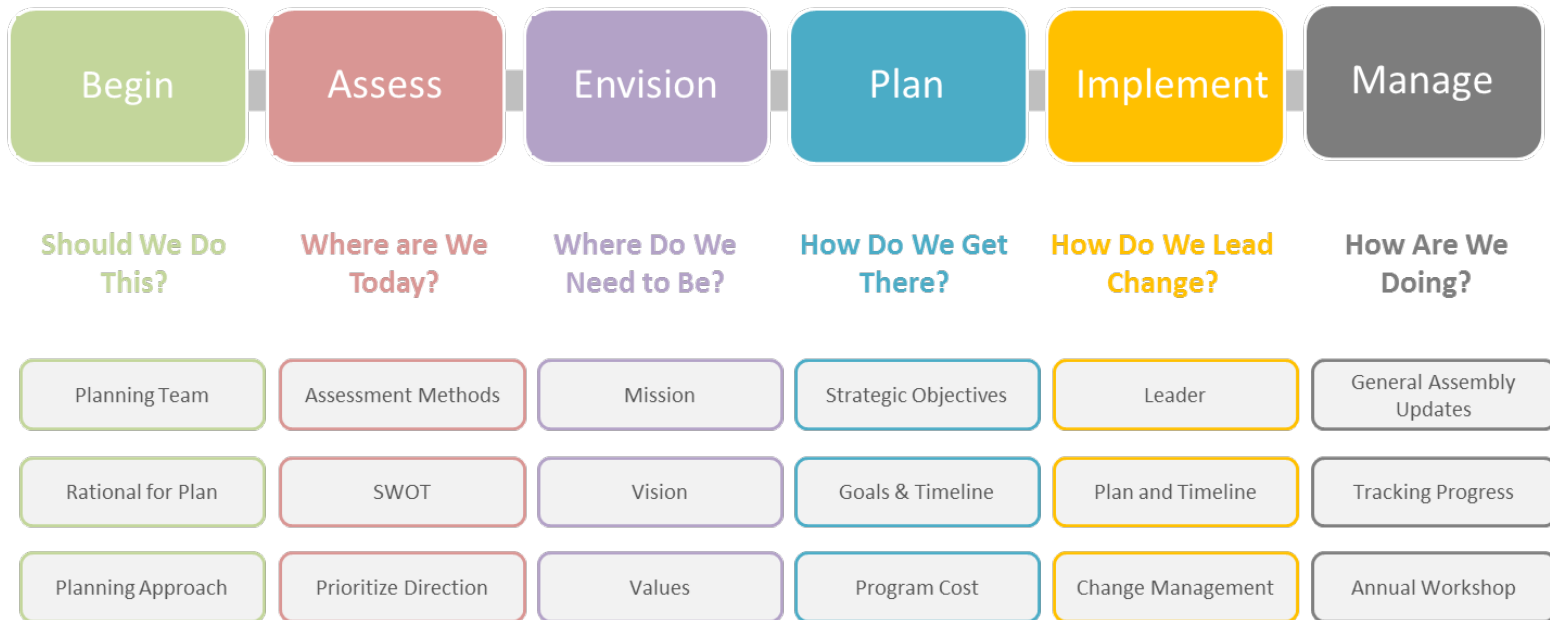 Begin
Assess
Envision
Plan
Implement
Manage
Should We Do
This?
Where are We
Today?
Where Do We
Need to Be?
How Do We Get
There?
How Do We Lead
Change?
How Are We
Doing?
Planning Team
Assessment Methods
Mission
Strategic Objectives
Leader
General Assembly
Updates
Rational for Plan
SWOT
Vision
Goals & Timeline
Plan and Timeline
Tracking Progress
Planning Approach
Prioritize Direction
Values
Program Cost
Change Management
Annual Workshop